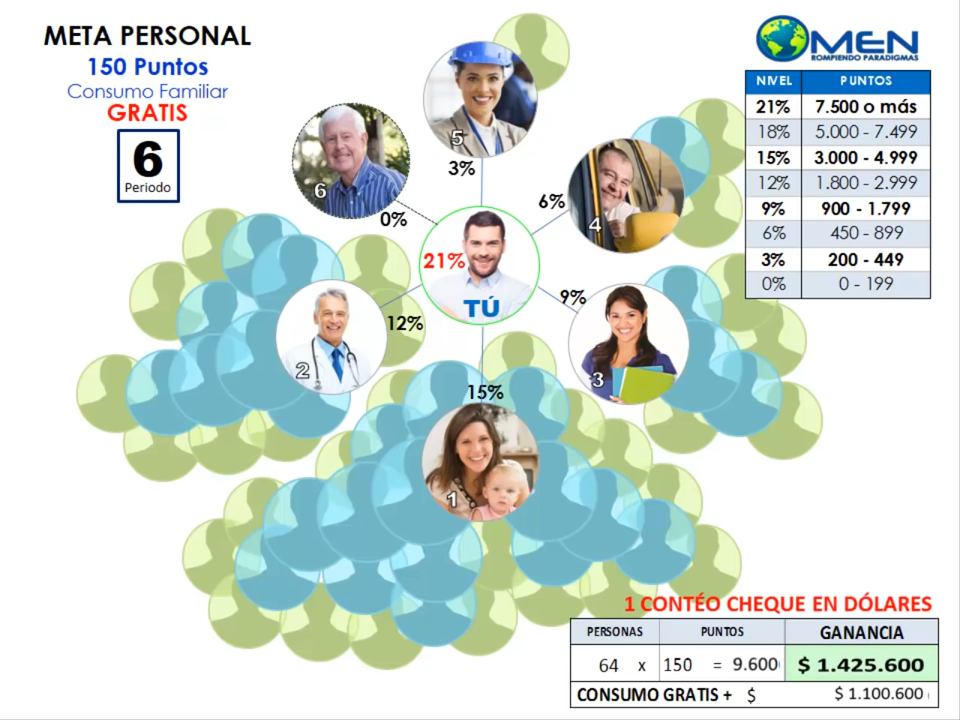 META PERSONAL
150 Puntos
Consumo Familiar
GRATIS
6
Periodo
OMEN
ROMPIENDO PARADIGMAS
NIVEL PUNTOS
21% 7.500 o más
18% 5.000 - 7.499
15% 3.000 - 4.999
12% 1.800 - 2.999
9% 900 - 1.799
6% 450 - 899
3% 200 - 449
0% 0 - 199
5
3%
6
0%
6%
4
21%
TÚ
9%
12%
2
3
15%
1
1 CONTÉO CHEQUE EN DÓLARES
PERSONAS PUNTOS GANANCIA
64 x 150 = 9.600 $ 1.425.600
CONSUMO GRATIS + $ $ 1.100.600